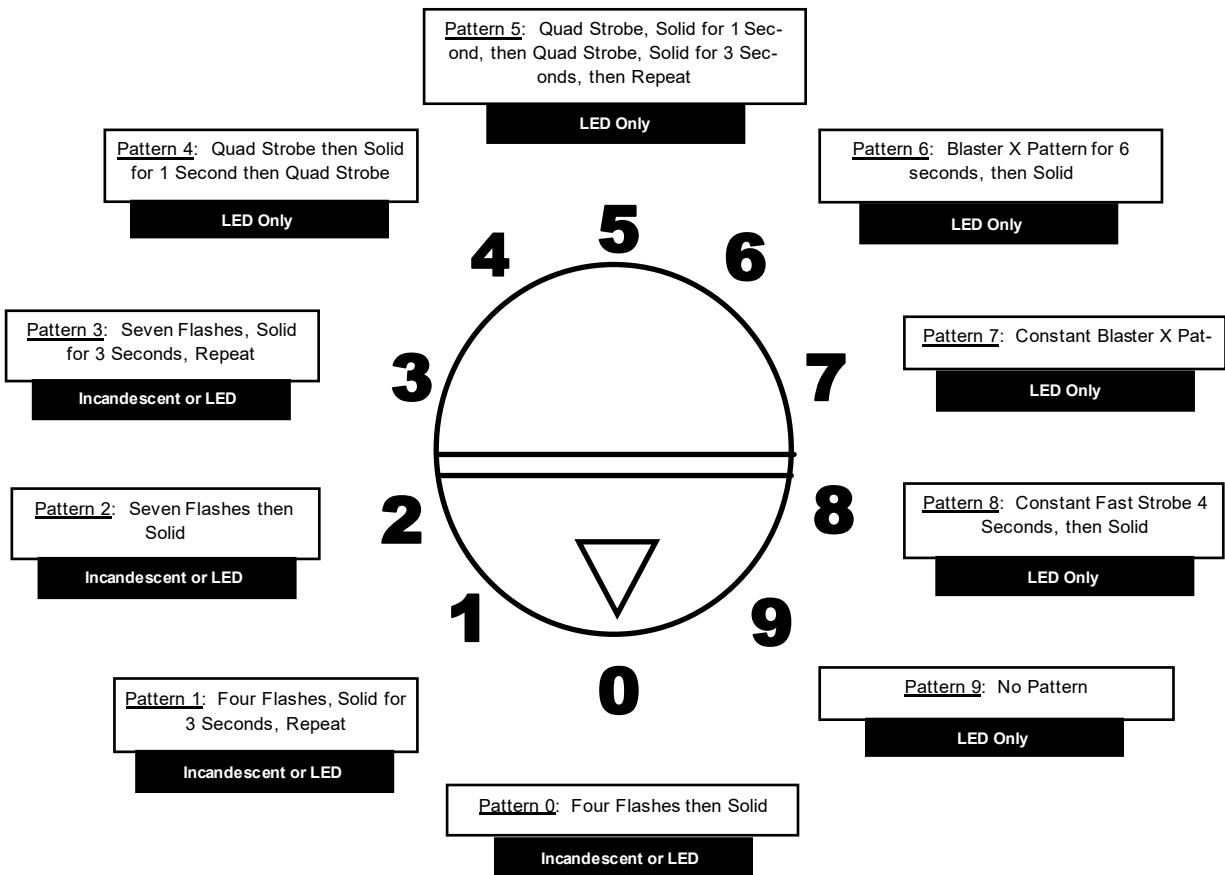 Pattern 5: Quad Strobe, Solid for 1 Sec-
ond, then Quad Strobe, Solid for 3 Sec-
onds, then Repeat
LED Only
Pattern 4: Quad Strobe then Solid
for 1 Second then Quad Strobe
LED Only
Pattern 6: Blaster X Pattern for 6
seconds, then Solid
LED Only
5
4
6
Pattern 3: Seven Flashes, Solid
for 3 Seconds, Repeat
Incandescent or LED
3
7
Pattern 7: Constant Blaster X Pat-
LED Only
Pattern 2: Seven Flashes then
Solid
Incandescent or LED
2
8
Pattern 8: Constant Fast Strobe 4
Seconds, then Solid
LED Only
1
9
0
Pattern 1: Four Flashes, Solid for
3 Seconds, Repeat
Incandescent or LED
Pattern 9: No Pattern
LED Only
Pattern 0: Four Flashes then Solid
Incandescent or LED